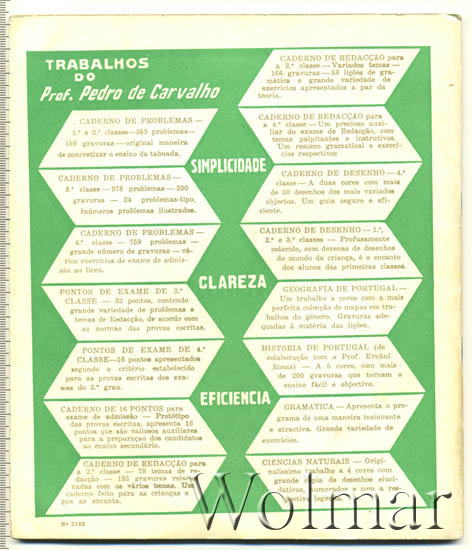 TRABALHOS
DO
Prof. Pedro de Carvalho
CADERNO DE PROBLEMAS —
1.ª e 2.ª classes—380 problemas—
150 gravuras — original maneira
de concretizar o ensino da tabuada.
CADERNO DE PROBLEMAS —
3.ª classe — 978 problemas — 200
gravuras — 24 problemas-tipo.
Inúmeros problemas ilustrados.
CADERNO DE PROBLEMAS —
4.ª classe — 759 problemas —
grande número de gravuras — vá-
rios exercícios de exame de admis-
são ao liceu.
PONTOS DE EXAME DE 3.ª
CLASSE — 32 pontos, contendo
grande variedade de problemas e
temas de Redacção, de acordo com
as normas das provas escritas.
PONTOS DE EXAME DE 4.ª
CLASSE—16 pontos apresentados
segundo o critério estabelecido
para as provas escritas dos exa-
mes do 2.º grau.
CADERNO DE 16 PONTOS para
exame de admissão — Protótipo
das provas escritas, apresenta 16
pontos que são valiosos auxiliares
para a preparação dos candidatos
ao ensino secundário.
CADERNO DE REDACÇÃO para
a 2.ª classe — 78 temas de re-
dacção — 183 gravuras relacio-
nadas com os vários temas. Um
caderno feito para as crianças e
que as encanta.
SIMPLICIDADE
CLAREZA
EFICIENCIA
CADERNO DE REDACÇÃO para
a 3.ª classe — Variados temas —
166 gravuras — 58 lições de gra-
mática e grande variedade de
exercícios apresentados a par da
teoria.
CADERNO DE REDACÇÃO para
a 4.ª classe — Um precioso auxi-
liar do exame de Redacção, com
temas palpitantes e instrutivos.
Um resumo gramatical e exercí-
cios respectivos
CADERNO DE DESENHO — 4.ª
classe — A duas cores com mais
de 30 desenhos dos mais variados
objectos. Um guia seguro e efi-
ciente.
CADERNO DE DESENHO — 1.ª,
2.ª e 3.ª classes — Profusamente
colorido, com dezenas de desenhos
do mundo da criança, é o encanto
dos alunos das primeiras classes.
GEOGRAFIA DE PORTUGAL —
Um trabalho a cores com a mais
perfeita colecção de mapas em tra-
balhos do género. Gravuras ade-
quadas à matéria das lições.
HISTORIA DE PORTUGAL (de
colaboração com o Prof. Ernâni
Rosas) — A 5 cores, com mais
de 200 gravuras que tornam o
ensino fácil e objectivo.
GRAMATICA — Apresenta o pro-
grama de uma maneira insinuante
e atractiva. Grande variedade de
exercícios.
CIENCIAS NATURAIS — Origi-
nalíssimo trabalho a 4 cores com
grande cópia de desenhos eluci-
dativos, numerados e com a res-
pectiva legenda.
Nº 2162
Wolmar